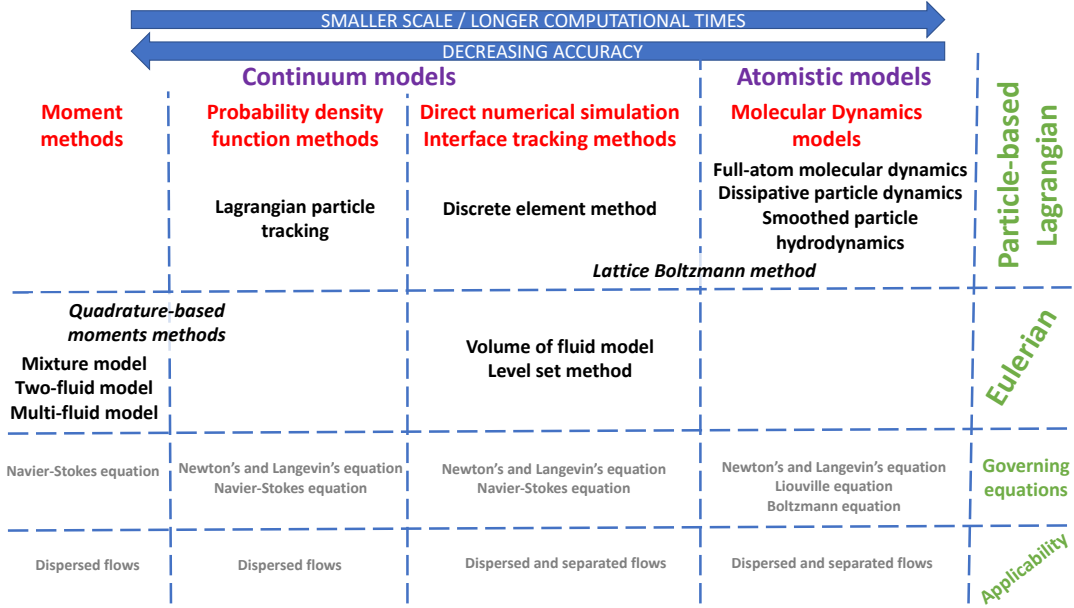 SMALLER SCALE / LONGER COMPUTATIONAL TIMES
DECREASING ACCURACY
Continuum models
Atomistic models
Moment
methods
Probability density
function methods
Direct numerical simulation
Interface tracking methods
Molecular Dynamics
models
Particle-based
Lagrangian
Lagrangian particle
tracking
Discrete element method
Full-atom molecular dynamics
Dissipative particle dynamics
Smoothed particle
hydrodynamics
Lattice Boltzmann method
Quadrature-based
moments methods
Mixture model
Two-fluid model
Multi-fluid model
Volume of fluid model
Level set method
Eulerian
Navier-Stokes equation
Newton's and Langevin's equation
Navier-Stokes equation
Newton's and Langevin's equation
Navier-Stokes equation
Newton's and Langevin's equation
Liouville equation
Boltzmann equation
Governing
equations
Dispersed flows
Dispersed flows
Dispersed and separated flows
Dispersed and separated flows
Applicability